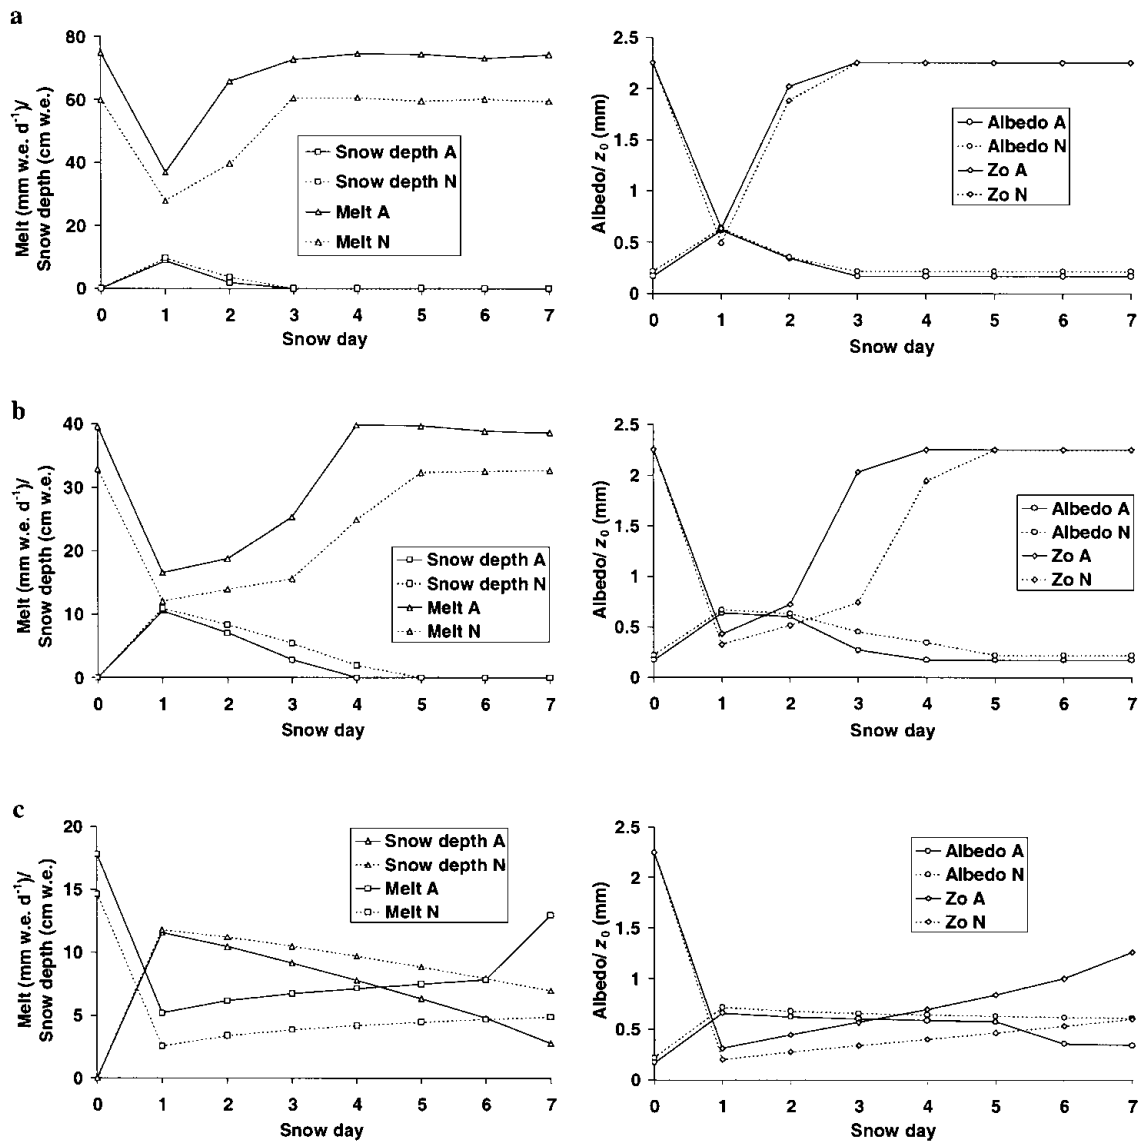 a
80
60
40
20
0
Melt (mm w.e. d⁻¹)/
Snow depth (cm w.e.)
Snow depth A
Snow depth N
Melt A
Melt N
0 1 2 3 4 5 6 7
Snow day
2.5
2
1.5
1
0.5
0
Albedo/ z₀ (mm)
Albedo A
Albedo N
Zo A
Zo N
0 1 2 3 4 5 6 7
Snow day
b
40
30
20
10
0
Melt (mm w.e. d⁻¹)/
Snow depth (cm w.e.)
Snow depth A
Snow depth N
Melt A
Melt N
0 1 2 3 4 5 6 7
Snow day
2.5
2
1.5
1
0.5
0
Albedo/ z₀ (mm)
Albedo A
Albedo N
Zo A
Zo N
0 1 2 3 4 5 6 7
Snow day
c
20
15
10
5
0
Melt (mm w.e. d⁻¹)/
Snow depth (cm w.e.)
Snow depth A
Snow depth N
Melt A
Melt N
0 1 2 3 4 5 6 7
Snow day
2.5
2
1.5
1
0.5
0
Albedo/ z₀ (mm)
Albedo A
Albedo N
Zo A
Zo N
0 1 2 3 4 5 6 7
Snow day